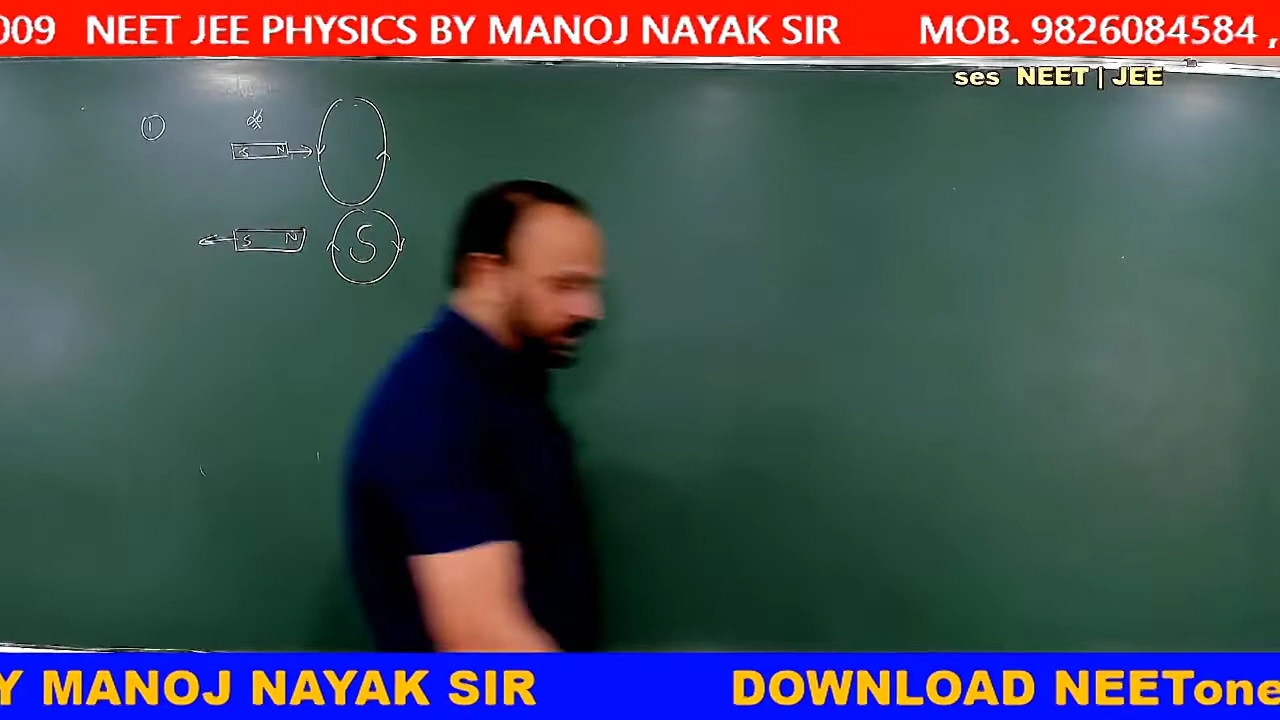 009 NEET JEE PHYSICS BY MANOJ NAYAK SIR MOB. 9826084584 ,
ses NEET | JEE
1
S N
S N S
Y MANOJ NAYAK SIR DOWNLOAD NEETone